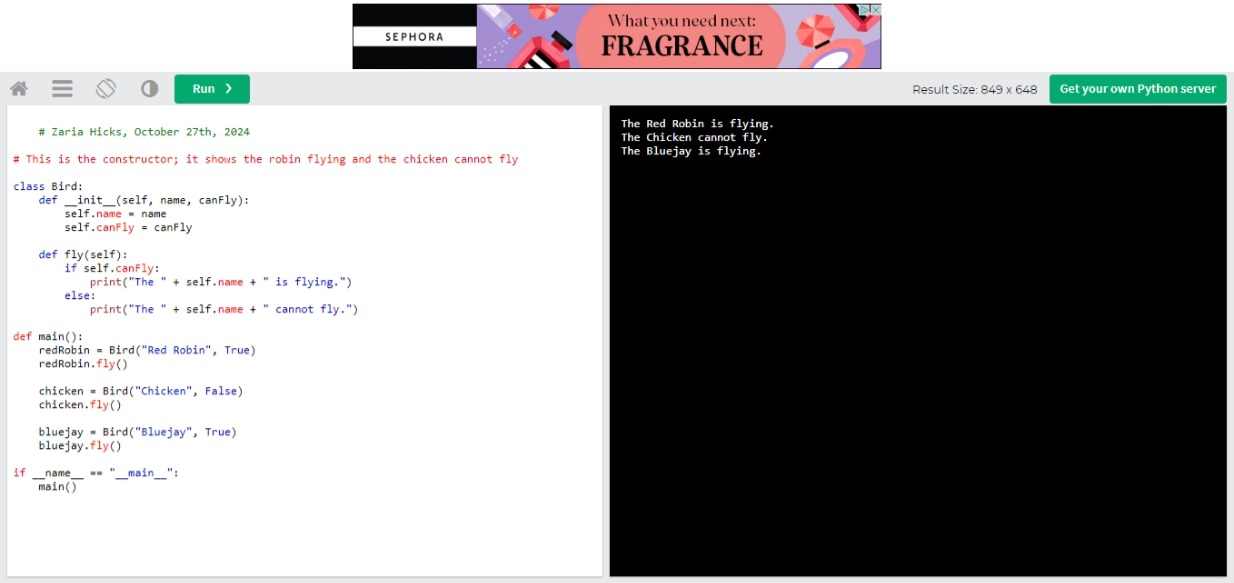 SEPHORA
What you need next:
FRAGRANCE
Run ❯
Result Size: 849 x 648
Get your own Python server
    # Zaria Hicks, October 27th, 2024
# This is the constructor; it shows the robin flying and the chicken cannot fly
class Bird:
    def __init__(self, name, canFly):
        self.name = name
        self.canFly = canFly
    def fly(self):
        if self.canFly:
            print("The " + self.name + " is flying.")
        else:
            print("The " + self.name + " cannot fly.")
def main():
    redRobin = Bird("Red Robin", True)
    redRobin.fly()
    chicken = Bird("Chicken", False)
    chicken.fly()
    bluejay = Bird("Bluejay", True)
    bluejay.fly()
if __name__ == "__main__":
    main()
The Red Robin is flying.
The Chicken cannot fly.
The Bluejay is flying.